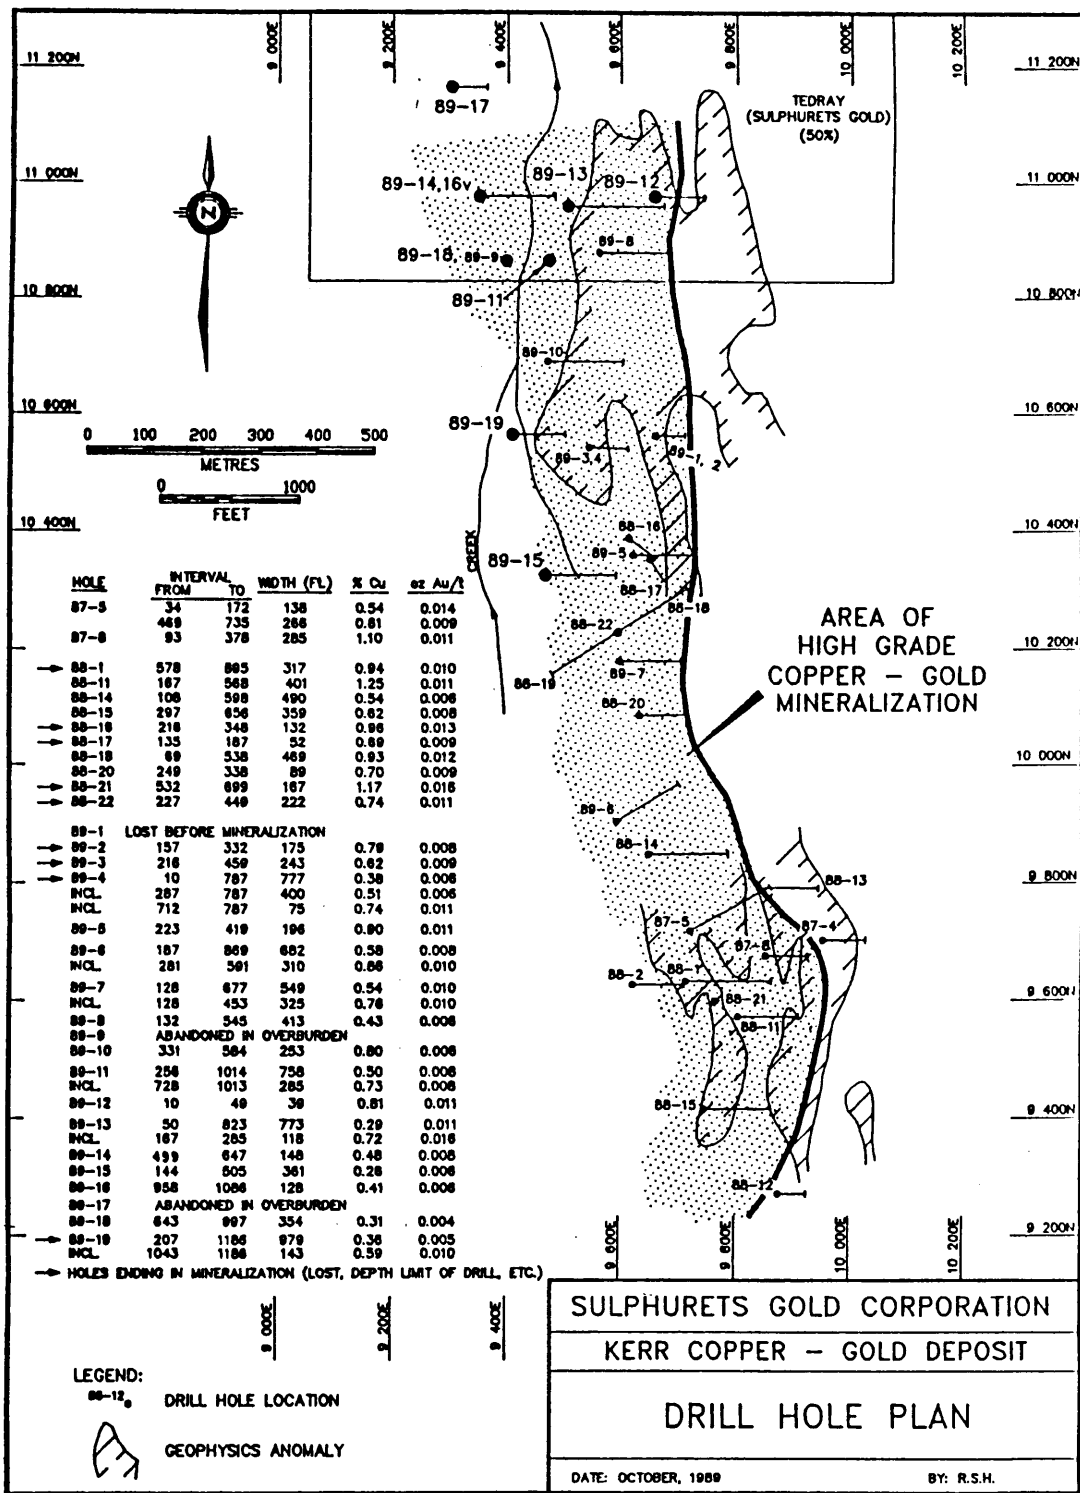 9 000E
9 200E
9 400E
9 600E
9 800E
10 000E
10 200E
11 200N
11 200N
89-17
TEDRAY
(SULPHURETS GOLD)
(50%)
11 000N
11 000N
89-14,16v
89-13
89-12
N
89-18, 89-9
89-8
89-11
10 800N
10 800N
89-10
10 600N
10 600N
89-19
0 100 200 300 400 500
METRES
89-3,4
89-1, 2
0 1000
FEET
10 400N
10 400N
CREEK
88-16
89-5
89-15
88-17
88-18
88-22
88-19
89-7
88-20
AREA OF
HIGH GRADE
COPPER - GOLD
MINERALIZATION
10 200N
10 000N
89-6
88-14
9 800N
88-13
87-5
87-4
87-8
88-2
88-1
88-21
88-11
9 600N
88-15
9 400N
88-12
9 200N
HOLE INTERVAL WIDTH (Ft.) % Cu oz Au/t
FROM TO
87-5 34 172 138 0.54 0.014
469 735 266 0.81 0.009
87-8 93 378 285 1.10 0.011
→ 88-1 578 895 317 0.94 0.010
88-11 167 568 401 1.25 0.011
88-14 108 598 490 0.54 0.006
88-15 297 656 359 0.62 0.008
→ 88-16 216 348 132 0.96 0.013
→ 88-17 135 187 52 0.69 0.009
88-18 69 538 469 0.93 0.012
88-20 249 338 89 0.70 0.009
→ 88-21 532 699 167 1.17 0.016
→ 88-22 227 449 222 0.74 0.011
89-1 LOST BEFORE MINERALIZATION
→ 89-2 157 332 175 0.79 0.008
→ 89-3 216 459 243 0.62 0.009
→ 89-4 10 787 777 0.38 0.006
INCL. 287 787 400 0.51 0.006
INCL. 712 787 75 0.74 0.011
89-5 223 419 196 0.90 0.011
89-6 187 869 682 0.58 0.008
INCL. 281 591 310 0.86 0.010
89-7 128 677 549 0.54 0.010
INCL. 128 453 325 0.76 0.010
89-8 132 545 413 0.43 0.006
89-9 ABANDONED IN OVERBURDEN
89-10 331 584 253 0.80 0.006
89-11 256 1014 758 0.50 0.006
INCL. 728 1013 285 0.73 0.008
89-12 10 49 39 0.81 0.011
89-13 50 823 773 0.29 0.011
INCL. 167 285 118 0.72 0.016
89-14 499 647 148 0.48 0.008
89-15 144 505 361 0.26 0.006
89-16 958 1086 128 0.41 0.006
89-17 ABANDONED IN OVERBURDEN
89-18 643 997 354 0.31 0.004
→ 89-19 207 1186 979 0.36 0.005
INCL. 1043 1186 143 0.59 0.010
→ HOLES ENDING IN MINERALIZATION (LOST, DEPTH LIMIT OF DRILL, ETC.)
9 600E
9 800E
10 000E
10 200E
9 000E
9 200E
9 400E
LEGEND:
88-12 DRILL HOLE LOCATION
GEOPHYSICS ANOMALY
SULPHURETS GOLD CORPORATION
KERR COPPER - GOLD DEPOSIT
DRILL HOLE PLAN
DATE: OCTOBER, 1989 BY: R.S.H.